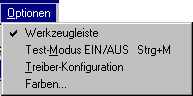 Optionen
Werkzeugleiste
Test-Modus EIN/AUS Strg+M
Treiber-Konfiguration
Farben...